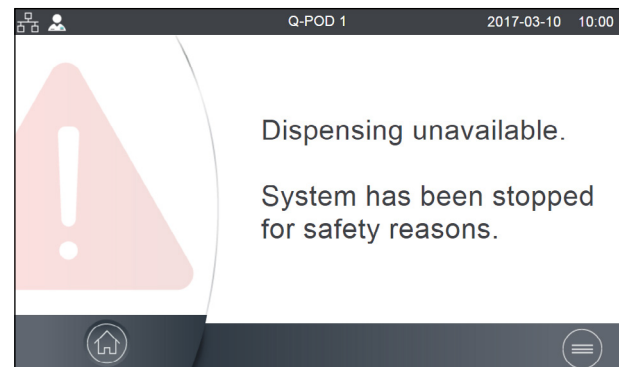 Q-POD 1 2017-03-10 10:00
Dispensing unavailable.
System has been stopped
for safety reasons.